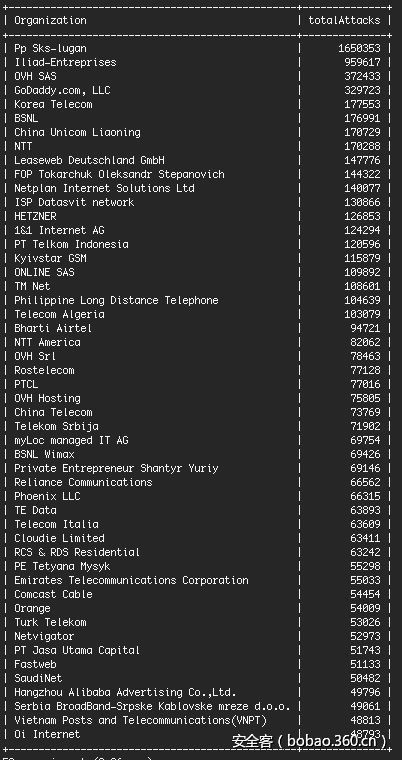 Organization | totalAttacks
Pp Sks-lugan | 1650353
Iliad-Entreprises | 959617
OVH SAS | 372433
GoDaddy.com, LLC | 329723
Korea Telecom | 177553
BSNL | 176991
China Unicom Liaoning | 170729
NTT | 170288
Leaseweb Deutschland GmbH | 147776
FOP Tokarchuk Oleksandr Stepanovich | 144322
Netplan Internet Solutions Ltd | 140077
ISP Datasvit network | 130866
HETZNER | 126853
1&1 Internet AG | 124294
PT Telkom Indonesia | 120596
Kyivstar GSM | 115879
ONLINE SAS | 109892
TM Net | 108601
Philippine Long Distance Telephone | 104639
Telecom Algeria | 103079
Bharti Airtel | 94721
NTT America | 82062
OVH Srl | 78463
Rostelecom | 77128
PTCL | 77016
OVH Hosting | 75805
China Telecom | 73769
Telekom Srbija | 71902
myLoc managed IT AG | 69754
BSNL Wimax | 69426
Private Entrepreneur Shantyr Yuriy | 69146
Reliance Communications | 66562
Phoenix LLC | 66315
TE Data | 63893
Telecom Italia | 63609
Cloudie Limited | 63411
RCS & RDS Residential | 63242
PE Tetyana Mysyk | 55298
Emirates Telecommunications Corporation | 55033
Comcast Cable | 54454
Orange | 54009
Turk Telekom | 53026
Netvigator | 52973
PT Jasa Utama Capital | 51743
Fastweb | 51133
SaudiNet | 50482
Hangzhou Alibaba Advertising Co.,Ltd. | 49796
Serbia BroadBand-Srpske Kablovske mreze d.o.o. | 49061
Vietnam Posts and Telecommunications(VNPT) | 48813
Oi Internet | 48793
安全客（bobao.360.cn）